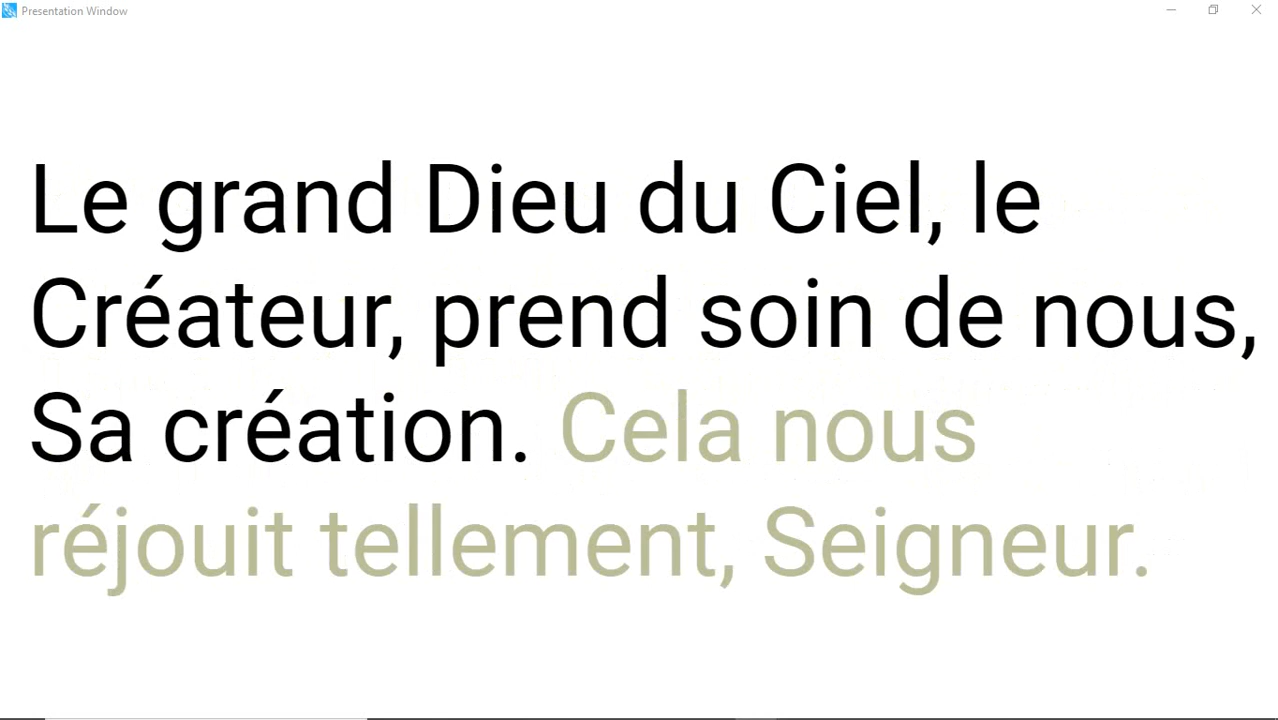 Presentation Window
Le grand Dieu du Ciel, le
Créateur, prend soin de nous,
Sa création. Cela nous
réjouit tellement, Seigneur.